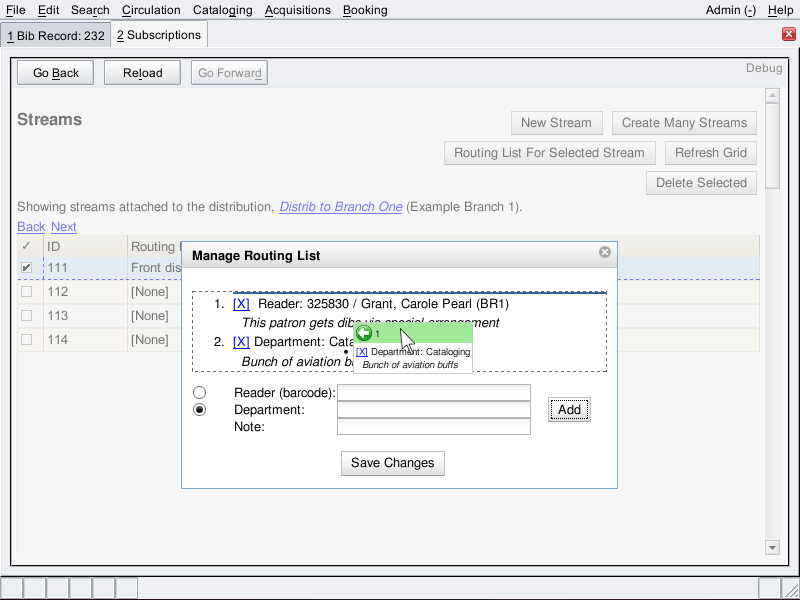 File Edit Search Circulation Cataloging Acquisitions Booking Admin (-) Help
1 Bib Record: 232 2 Subscriptions
Go Back Reload Go Forward Debug
Streams
New Stream Create Many Streams
Routing List For Selected Stream Refresh Grid
Delete Selected
Showing streams attached to the distribution, Distrib to Branch One (Example Branch 1).
Back Next
✓ ID Routing
111 Front dis
112 [None]
113 [None]
114 [None]
Manage Routing List
1. [X] Reader: 325830 / Grant, Carole Pearl (BR1)
This patron gets dibs via special arrangement
2. [X] Department: Cata
Bunch of aviation b
1
[X] Department: Cataloging
Bunch of aviation buffs
Reader (barcode):
Department:
Note:
Add
Save Changes